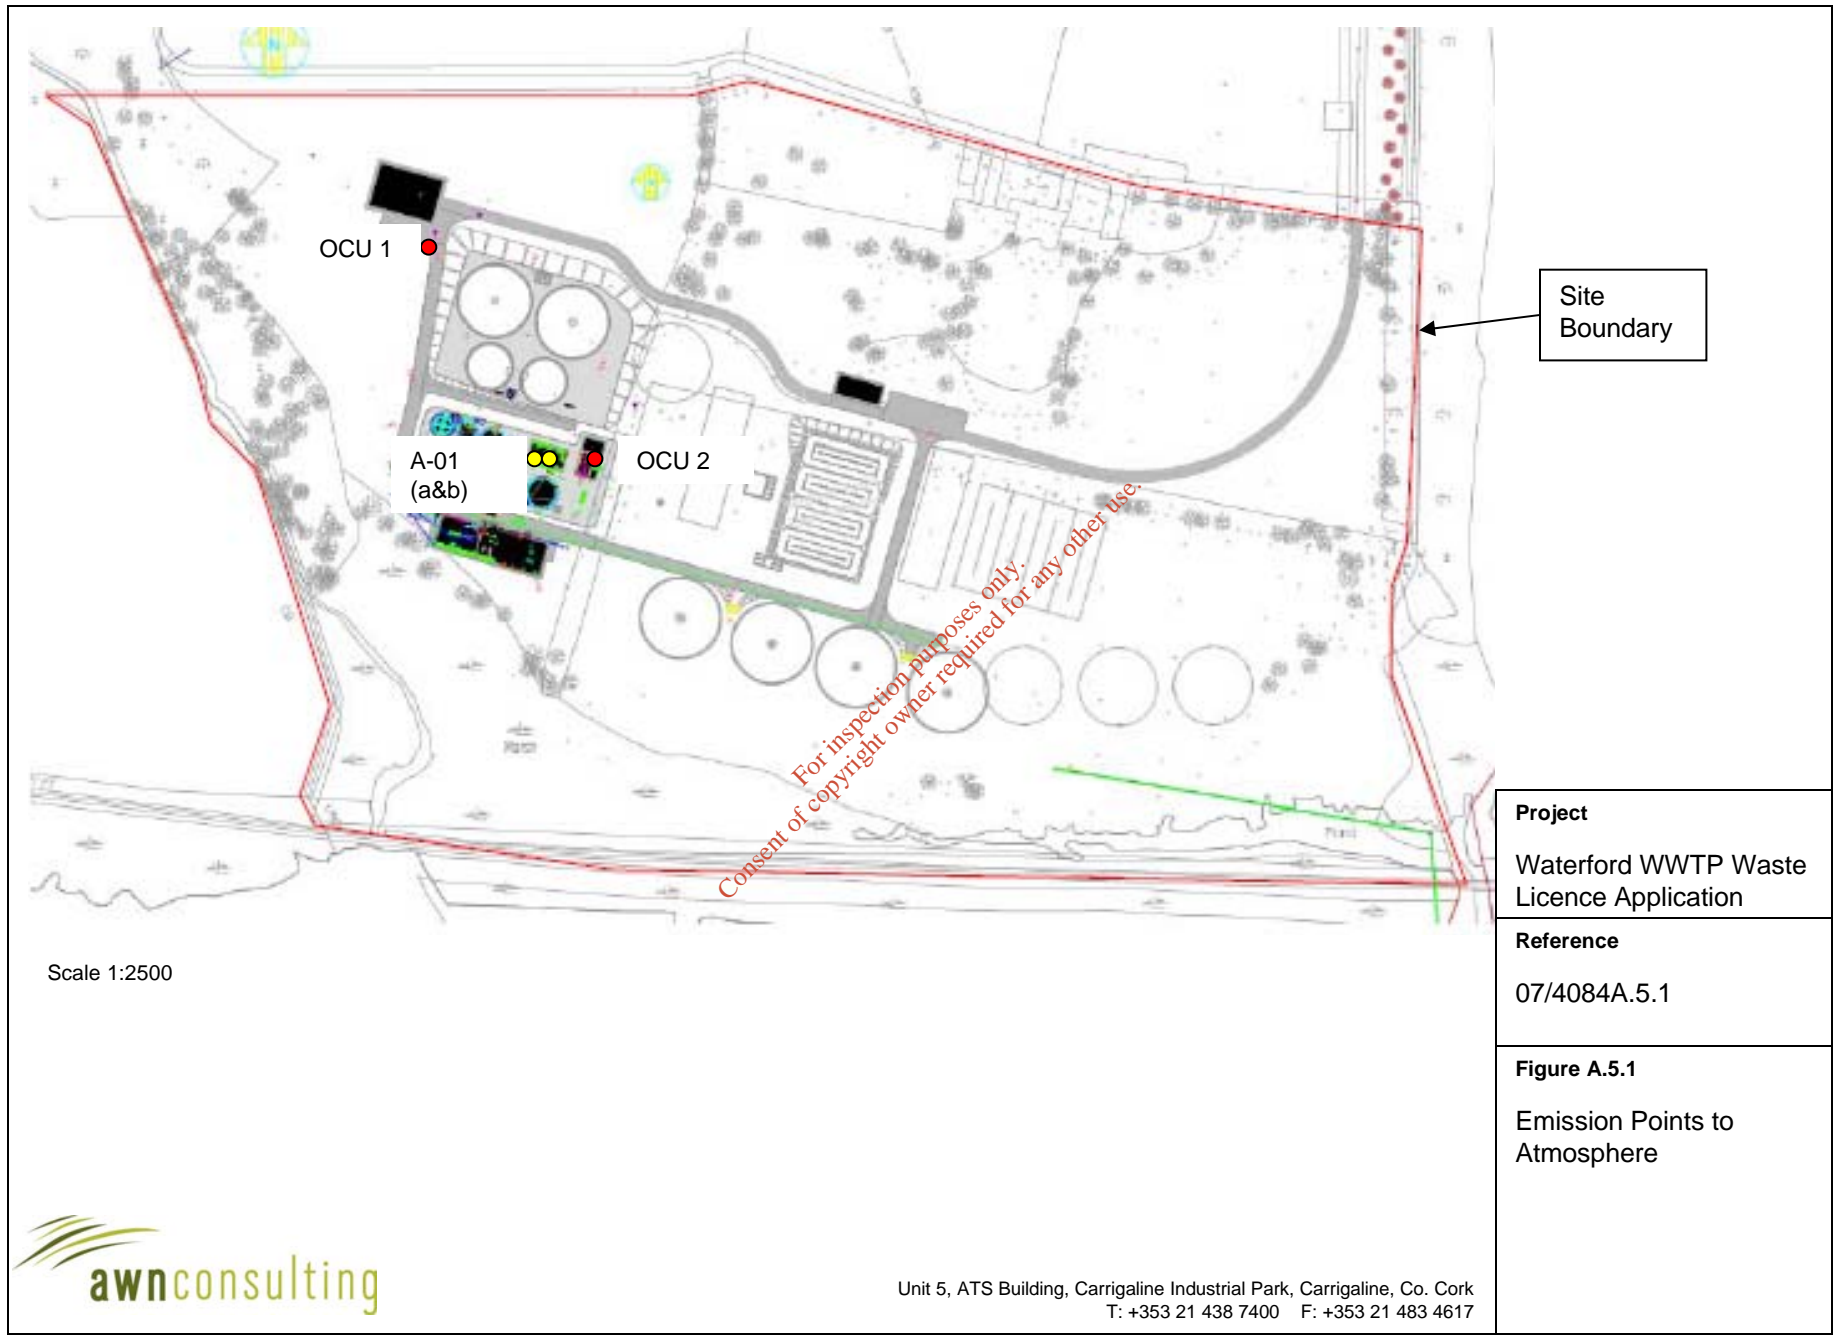 OCU 1
A-01
(a&b)
OCU 2
Site
Boundary
For inspection purposes only.
Consent of copyright owner required for any other use.
Scale 1:2500
Project
Waterford WWTP Waste
Licence Application
Reference
07/4084A.5.1
Figure A.5.1
Emission Points to
Atmosphere
awnconsulting
Unit 5, ATS Building, Carrigaline Industrial Park, Carrigaline, Co. Cork
T: +353 21 438 7400 F: +353 21 483 4617